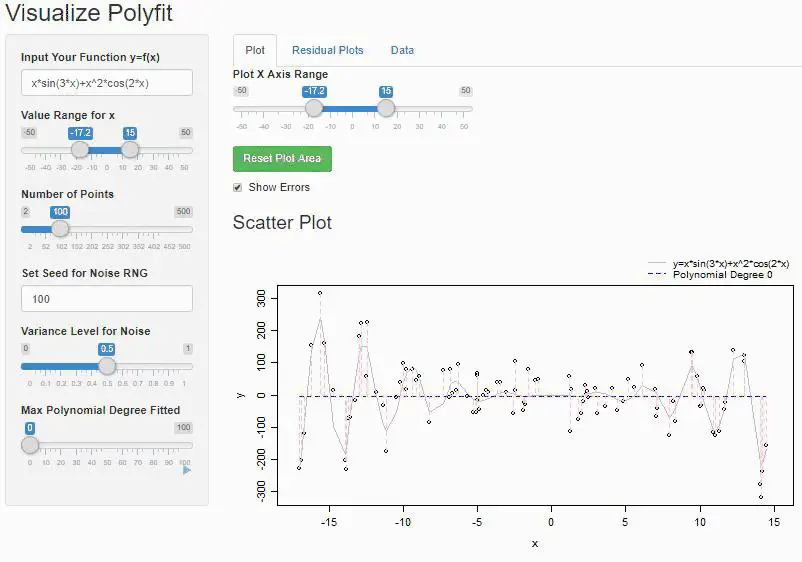 Visualize Polyfit
Input Your Function y=f(x)
x*sin(3*x)+x^2*cos(2*x)
Value Range for x
-50 -17.2 15 50
-50 -40 -30 -20 -10 0 10 20 30 40 50
Number of Points
2 100 500
2 52 102 152 202 252 302 352 402 452 500
Set Seed for Noise RNG
100
Variance Level for Noise
0 0.5 1
0 0.1 0.2 0.3 0.4 0.5 0.6 0.7 0.8 0.9 1
Max Polynomial Degree Fitted
0 100
0 10 20 30 40 50 60 70 80 90 100
Plot Residual Plots Data
Plot X Axis Range
-50 -17.2 15 50
-50 -40 -30 -20 -10 0 10 20 30 40 50
Reset Plot Area
Show Errors
Scatter Plot
y=x*sin(3*x)+x^2*cos(2*x)
Polynomial Degree 0
300
200
100
0
-100
-200
-300
y
-15 -10 -5 0 5 10 15
x